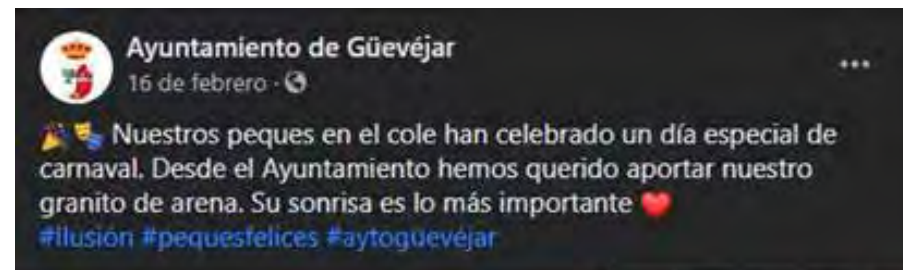 Ayuntamiento de Güevéjar
16 de febrero ·
🎉🎭 Nuestros peques en el cole han celebrado un día especial de
carnaval. Desde el Ayuntamiento hemos querido aportar nuestro
granito de arena. Su sonrisa es lo más importante ❤️
#Ilusión #pequesfelices #aytogüevéjar